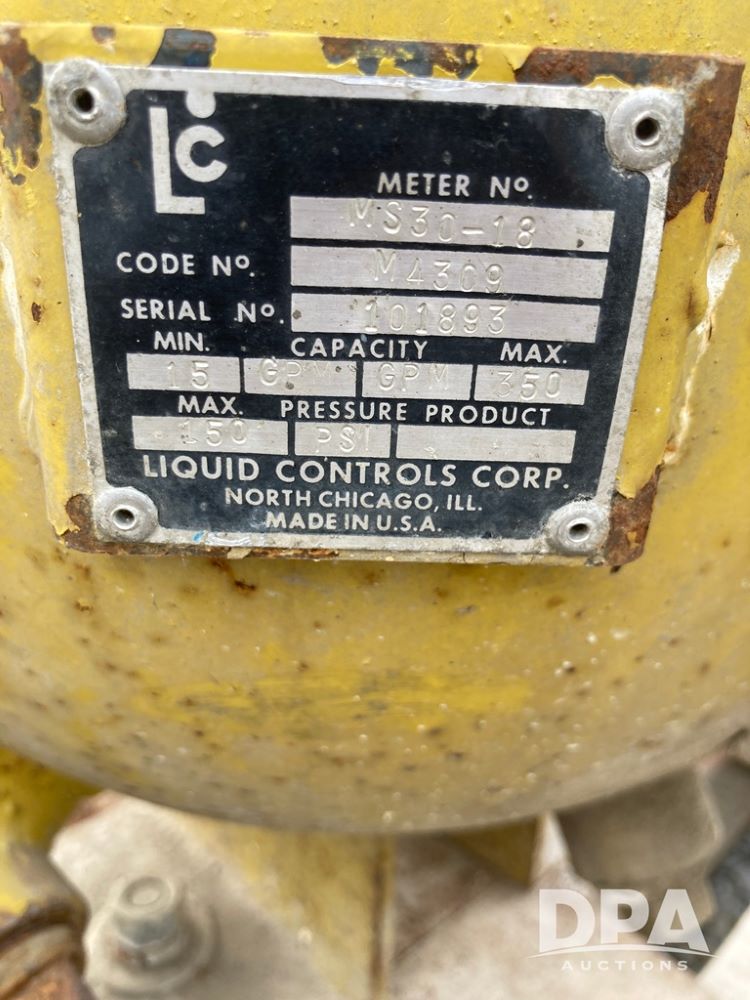 LC
METER No.
MS30-18
CODE No. M4309
SERIAL No. 101893
MIN. CAPACITY MAX.
15 GPM GPM 350
MAX. PRESSURE PRODUCT
150 PSI
LIQUID CONTROLS CORP.
NORTH CHICAGO, ILL.
MADE IN U.S.A.
DPA
AUCTIONS